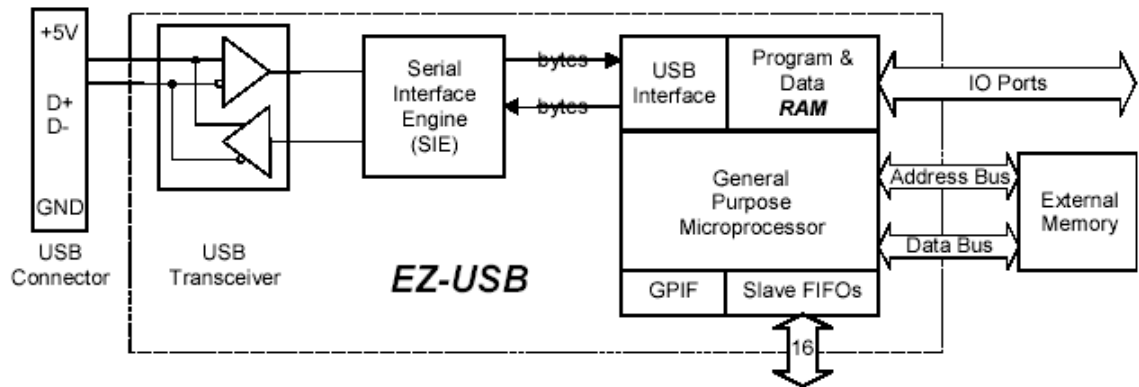 +5V
D+
D-
GND
USB
Connector
USB
Transceiver
Serial
Interface
Engine
(SIE)
bytes
bytes
EZ-USB
USB
Interface
Program &
Data
RAM
General
Purpose
Microprocessor
GPIF
Slave FIFOs
16
IO Ports
Address Bus
Data Bus
External
Memory